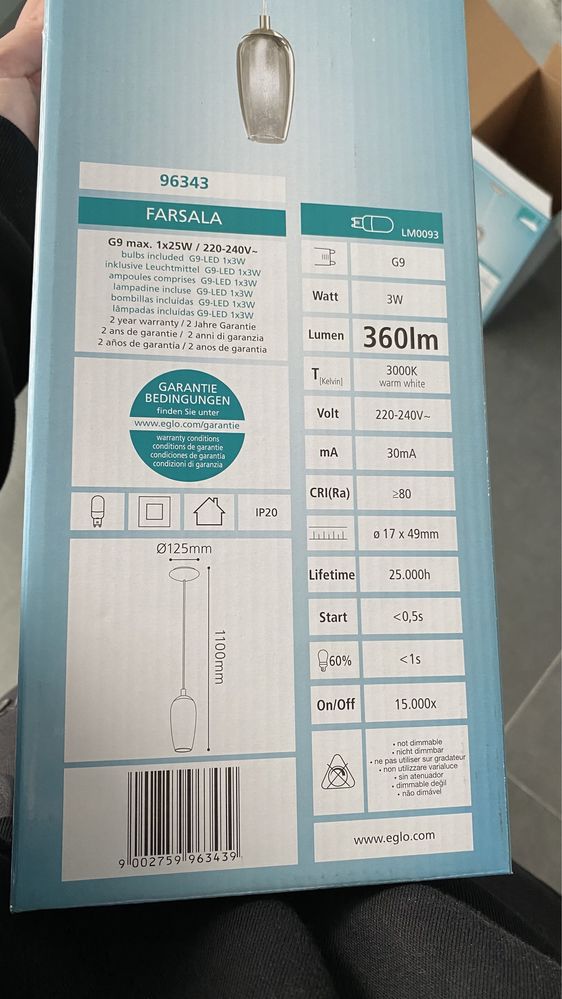 96343
FARSALA
G9 max. 1x25W / 220-240V~
bulbs included G9-LED 1x3W
inklusive Leuchtmittel G9-LED 1x3W
ampoules comprises G9-LED 1x3W
lampadine incluse G9-LED 1x3W
bombillas incluidas G9-LED 1x3W
lâmpadas incluídas G9-LED 1x3W
2 year warranty / 2 Jahre Garantie
2 ans de garantie / 2 anni di garanzia
2 años de garantía / 2 anos de garantia
GARANTIE
BEDINGUNGEN
finden Sie unter
www.eglo.com/garantie
warranty conditions
conditions de garantie
condiciones de garantía
condizioni di garanzia
IP20
Ø125mm
1100mm
9 002759 963439
LM0093
G9
Watt 3W
Lumen 360lm
T [Kelvin] 3000K
warm white
Volt 220-240V~
mA 30mA
CRI(Ra) ≥80
ø 17 x 49mm
Lifetime 25.000h
Start <0,5s
60% <1s
On/Off 15.000x
• not dimmable
• nicht dimmbar
• ne pas utiliser sur gradateur
• non utilizzare varialuce
• sin atenuador
• dimmable değil
• não dimável
www.eglo.com